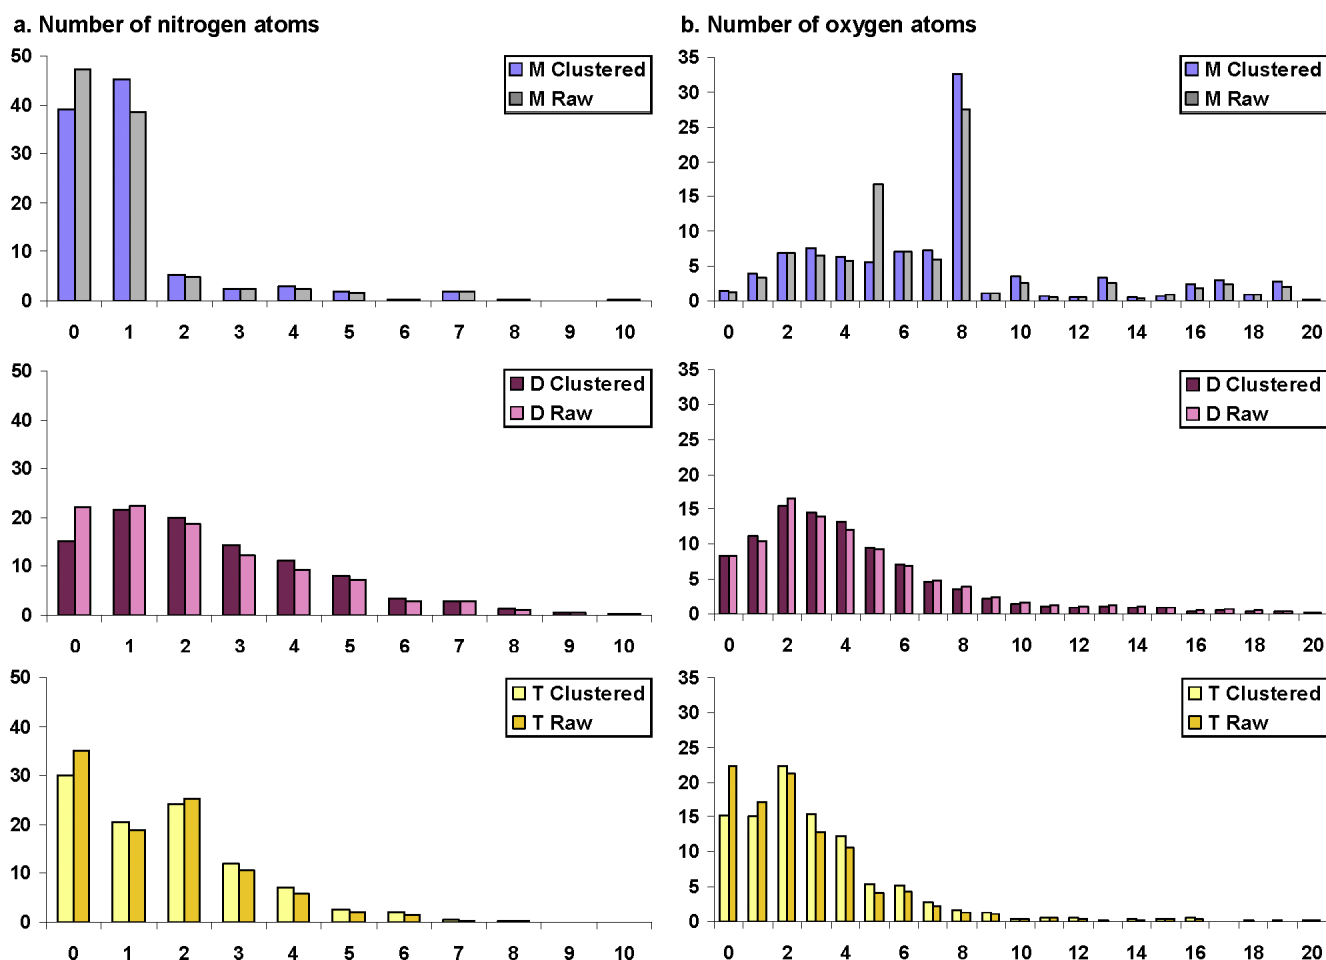 a. Number of nitrogen atoms
50
40
30
20
10
0
M Clustered
M Raw
0 1 2 3 4 5 6 7 8 9 10
50
40
30
20
10
0
D Clustered
D Raw
0 1 2 3 4 5 6 7 8 9 10
50
40
30
20
10
0
T Clustered
T Raw
0 1 2 3 4 5 6 7 8 9 10
b. Number of oxygen atoms
35
30
25
20
15
10
5
0
M Clustered
M Raw
0 2 4 6 8 10 12 14 16 18 20
35
30
25
20
15
10
5
0
D Clustered
D Raw
0 2 4 6 8 10 12 14 16 18 20
35
30
25
20
15
10
5
0
T Clustered
T Raw
0 2 4 6 8 10 12 14 16 18 20